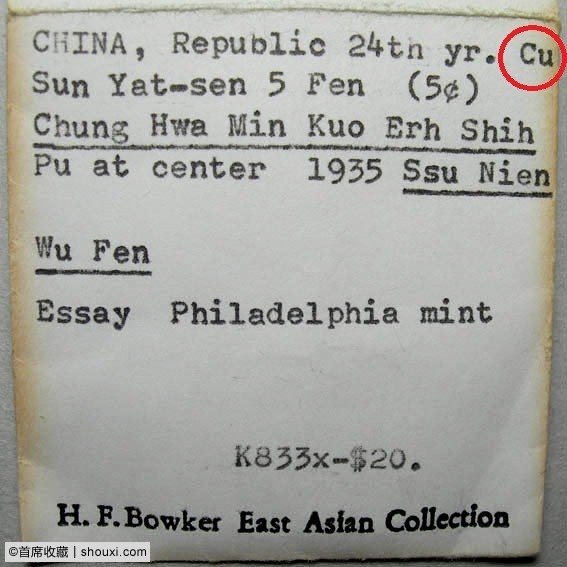 CHINA, Republic 24th yr. Cu
Sun Yat-sen 5 Fen (5¢)
Chung Hwa Min Kuo Erh Shih
Pu at center 1935 Ssu Nien
Wu Fen
Essay Philadelphia mint
K833x-$20.
H. F. Bowker East Asian Collection
©首席收藏 | shouxi.com